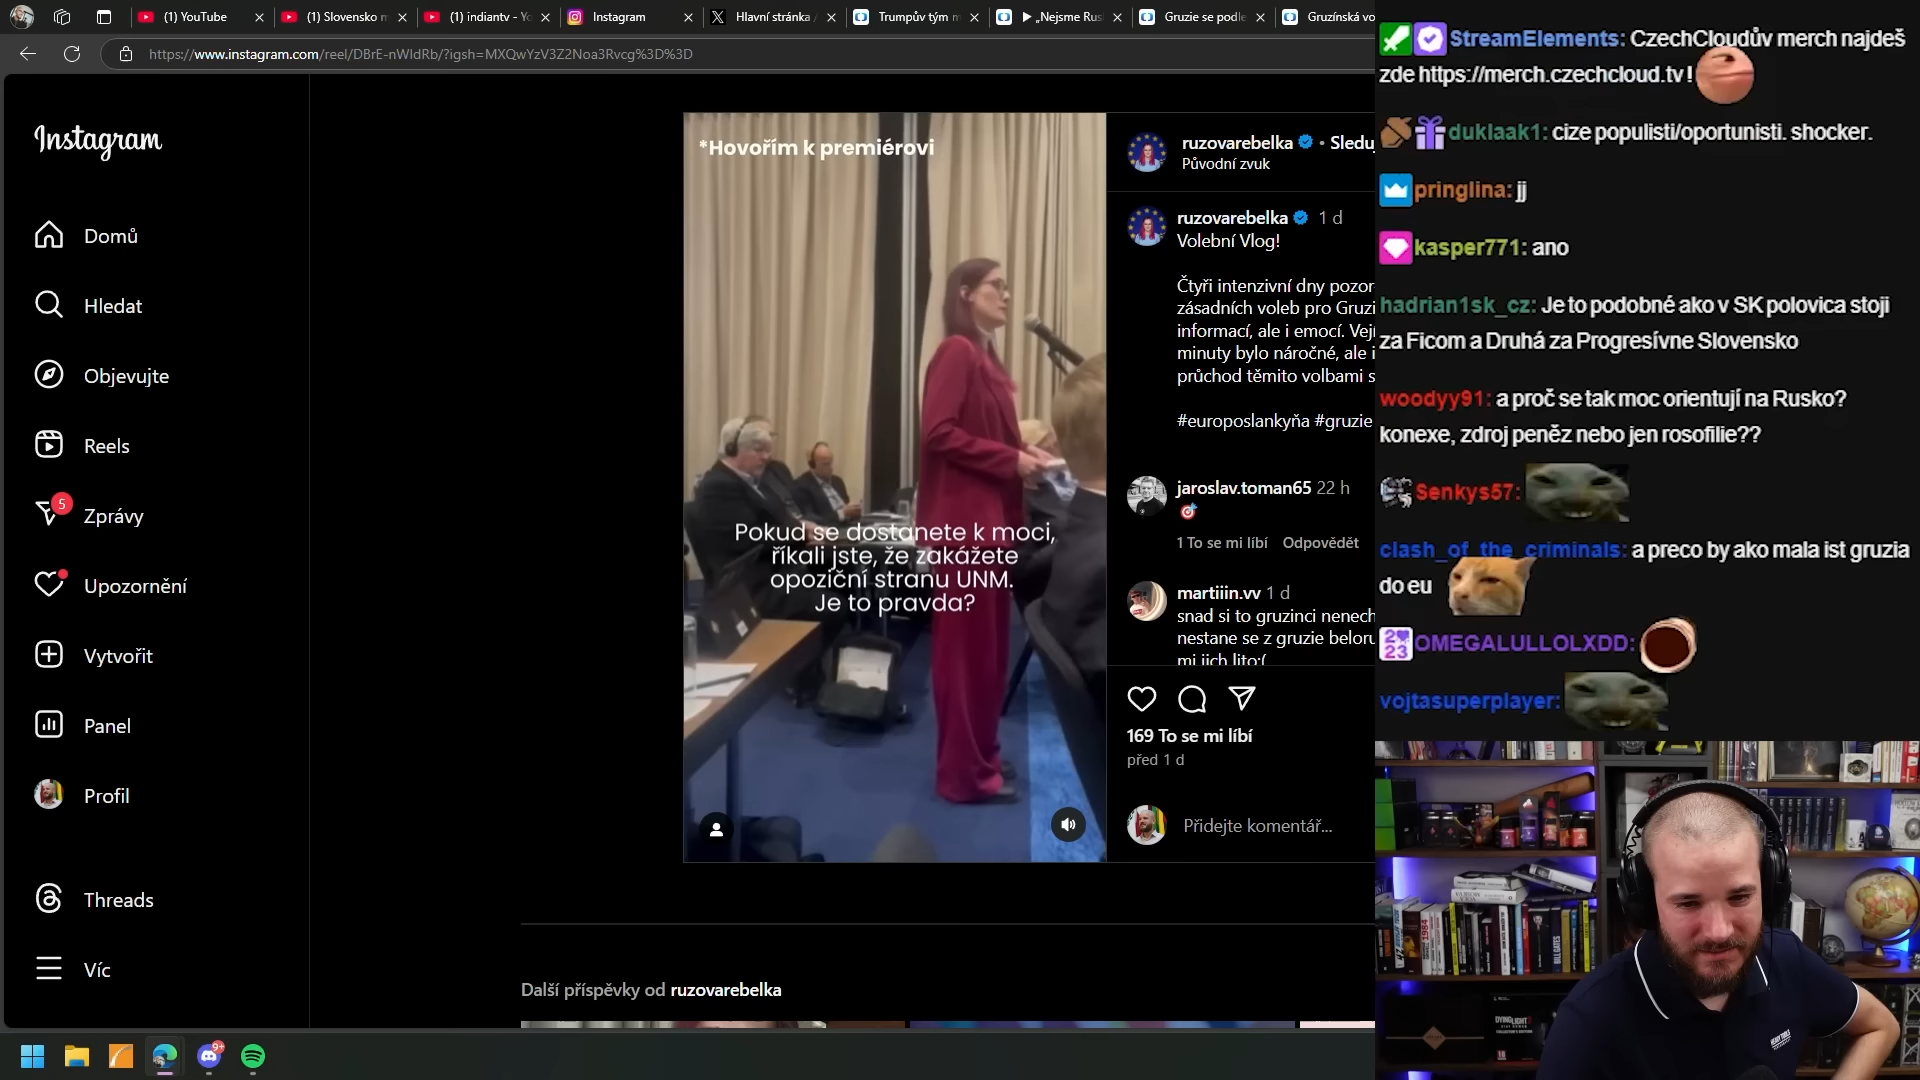 (1) YouTube
(1) Slovensko m
(1) indiantv - Yo
Instagram
Hlavní stránka /
Trumpův tým m
„Nejsme Rus
Gruzie se podle
Gruzínská vo
https://www.instagram.com/reel/DBrE-nWIdRb/?igsh=MXQwYzV3Z2Noa3Rvcg%3D%3D
Instagram
Domů
Hledat
Objevujte
Reels
5
Zprávy
Upozornění
Vytvořit
Panel
Profil
Threads
Víc
*Hovořím k premiérovi
Pokud se dostanete k moci,
říkali jste, že zakážete
opoziční stranu UNM.
Je to pravda?
ruzovarebelka • Sleduj
Původní zvuk
ruzovarebelka 1 d
Volební Vlog!
Čtyři intenzivní dny pozor
zásadních voleb pro Gruzi
informací, ale i emocí. Vej
minuty bylo náročné, ale i
průchod těmito volbami s
#europoslankyňa #gruzie
jaroslav.toman65 22 h
🎯
1 To se mi líbí Odpovědět
martiiin.vv 1 d
snad si to gruzinci nenech
nestane se z gruzie beloru
mi jich lito:(
169 To se mi líbí
před 1 d
Přidejte komentář...
Další příspěvky od ruzovarebelka
StreamElements: CzechCloudův merch najdeš
zde https://merch.czechcloud.tv !
duklaak1: cize populisti/oportunisti. shocker.
pringlina: jj
kasper771: ano
hadrian1sk_cz: Je to podobné ako v SK polovica stoji
za Ficom a Druhá za Progresívne Slovensko
woodyy91: a proč se tak moc orientují na Rusko?
konexe, zdroj peněz nebo jen rosofilie??
Senkys57:
clash_of_the_criminals: a preco by ako mala ist gruzia
do eu
2023
OMEGALULLOLXDD:
vojtasuperplayer:
1984
DYING LIGHT 2
9+